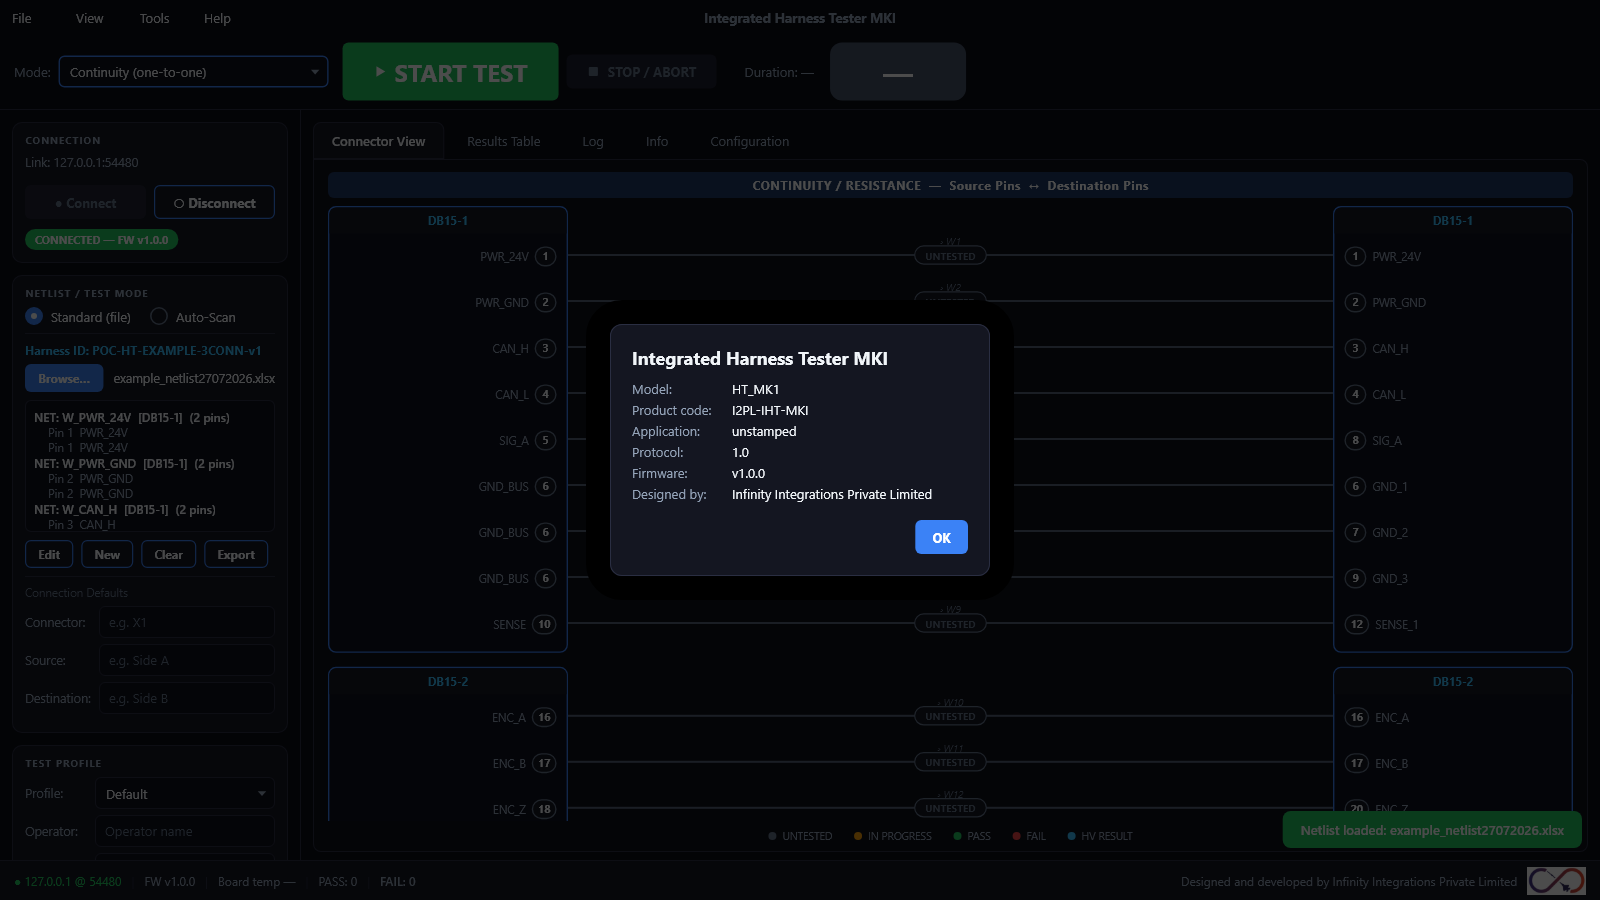 File View Tools Help
Integrated Harness Tester MKI
Mode: Continuity (one-to-one)
START TEST
STOP / ABORT
Duration: —
—
CONNECTION
Link: 127.0.0.1:54480
Connect
Disconnect
CONNECTED — FW v1.0.0
NETLIST / TEST MODE
Standard (file) Auto-Scan
Harness ID: POC-HT-EXAMPLE-3CONN-v1
Browse... example_netlist27072026.xlsx
NET: W_PWR_24V [DB15-1] (2 pins)
Pin 1 PWR_24V
Pin 1 PWR_24V
NET: W_PWR_GND [DB15-1] (2 pins)
Pin 2 PWR_GND
Pin 2 PWR_GND
NET: W_CAN_H [DB15-1] (2 pins)
Pin 3 CAN_H
Edit New Clear Export
Connection Defaults
Connector: e.g. X1
Source: e.g. Side A
Destination: e.g. Side B
TEST PROFILE
Profile: Default
Operator: Operator name
Connector View Results Table Log Info Configuration
CONTINUITY / RESISTANCE — Source Pins ↔ Destination Pins
DB15-1 DB15-1
W1
PWR_24V 1 UNTESTED 1 PWR_24V
W2
PWR_GND 2 2 PWR_GND
CAN_H 3 3 CAN_H
CAN_L 4 4 CAN_L
SIG_A 5 8 SIG_A
GND_BUS 6 6 GND_1
GND_BUS 6 7 GND_2
GND_BUS 6 9 GND_3
W9
SENSE 10 UNTESTED 12 SENSE_1
DB15-2 DB15-2
W10
ENC_A 16 UNTESTED 16 ENC_A
W11
ENC_B 17 UNTESTED 17 ENC_B
W12
ENC_Z 18 UNTESTED 20 ENC_Z
Integrated Harness Tester MKI
Model: HT_MK1
Product code: I2PL-IHT-MKI
Application: unstamped
Protocol: 1.0
Firmware: v1.0.0
Designed by: Infinity Integrations Private Limited
OK
UNTESTED IN PROGRESS PASS FAIL HV RESULT
Netlist loaded: example_netlist27072026.xlsx
127.0.0.1 @ 54480 FW v1.0.0 Board temp — PASS: 0 FAIL: 0
Designed and developed by Infinity Integrations Private Limited